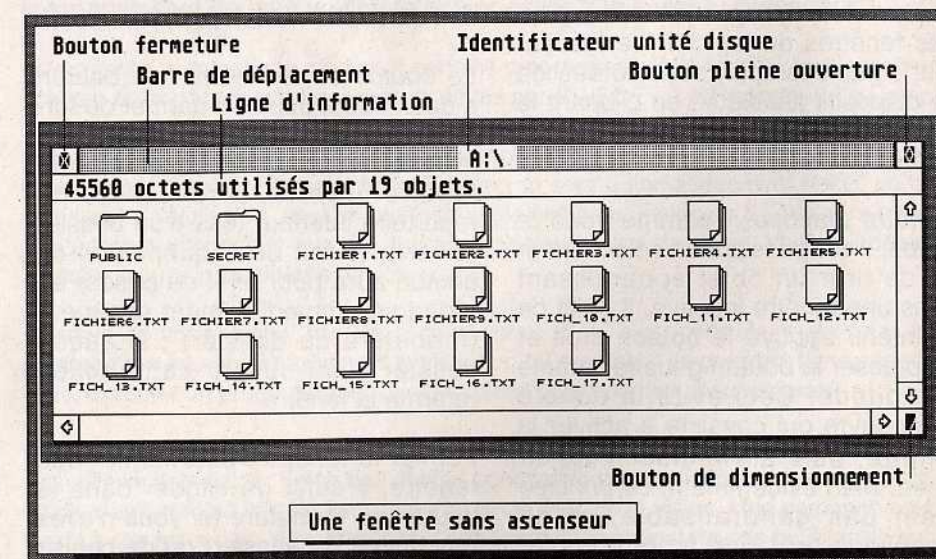 Bouton fermeture
Identificateur unité disque
Barre de déplacement
Bouton pleine ouverture
Ligne d'information
A:\
45560 octets utilisés par 19 objets.
PUBLIC SECRET FICHIER1.TXT FICHIER2.TXT FICHIER3.TXT FICHIER4.TXT FICHIER5.TXT
FICHIER6.TXT FICHIER7.TXT FICHIER8.TXT FICHIER9.TXT FICH_10.TXT FICH_11.TXT FICH_12.TXT
FICH_13.TXT FICH_14.TXT FICH_15.TXT FICH_16.TXT FICH_17.TXT
Bouton de dimensionnement
Une fenêtre sans ascenseur